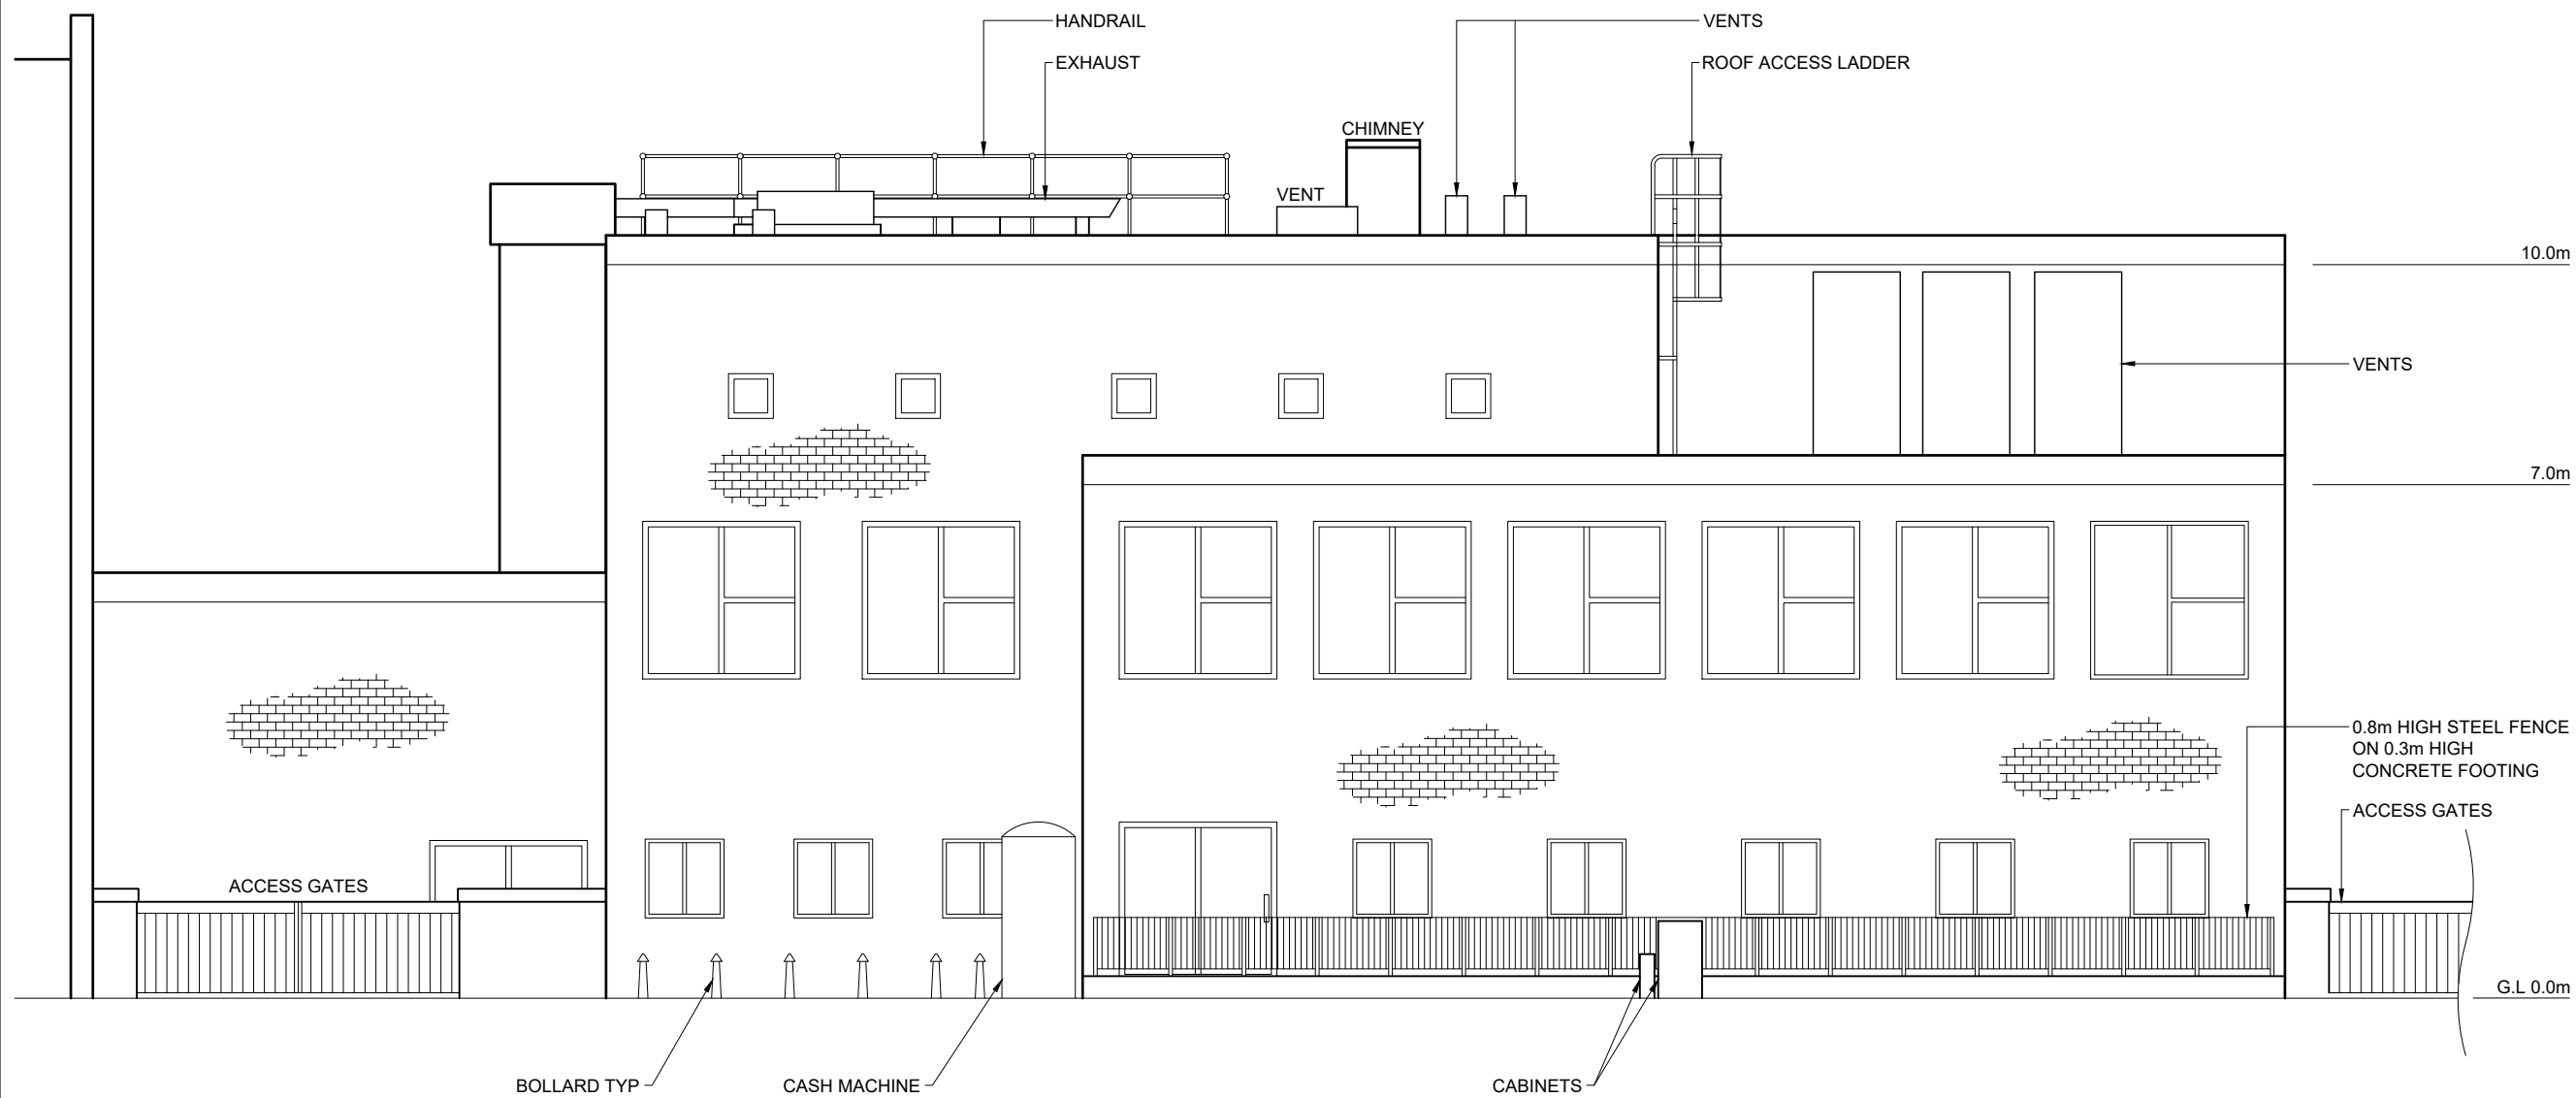 HANDRAIL
VENTS
EXHAUST
ROOF ACCESS LADDER
CHIMNEY
VENT
10.0m
VENTS
7.0m
0.8m HIGH STEEL FENCE
ON 0.3m HIGH
CONCRETE FOOTING
ACCESS GATES
ACCESS GATES
G.L 0.0m
BOLLARD TYP
CASH MACHINE
CABINETS